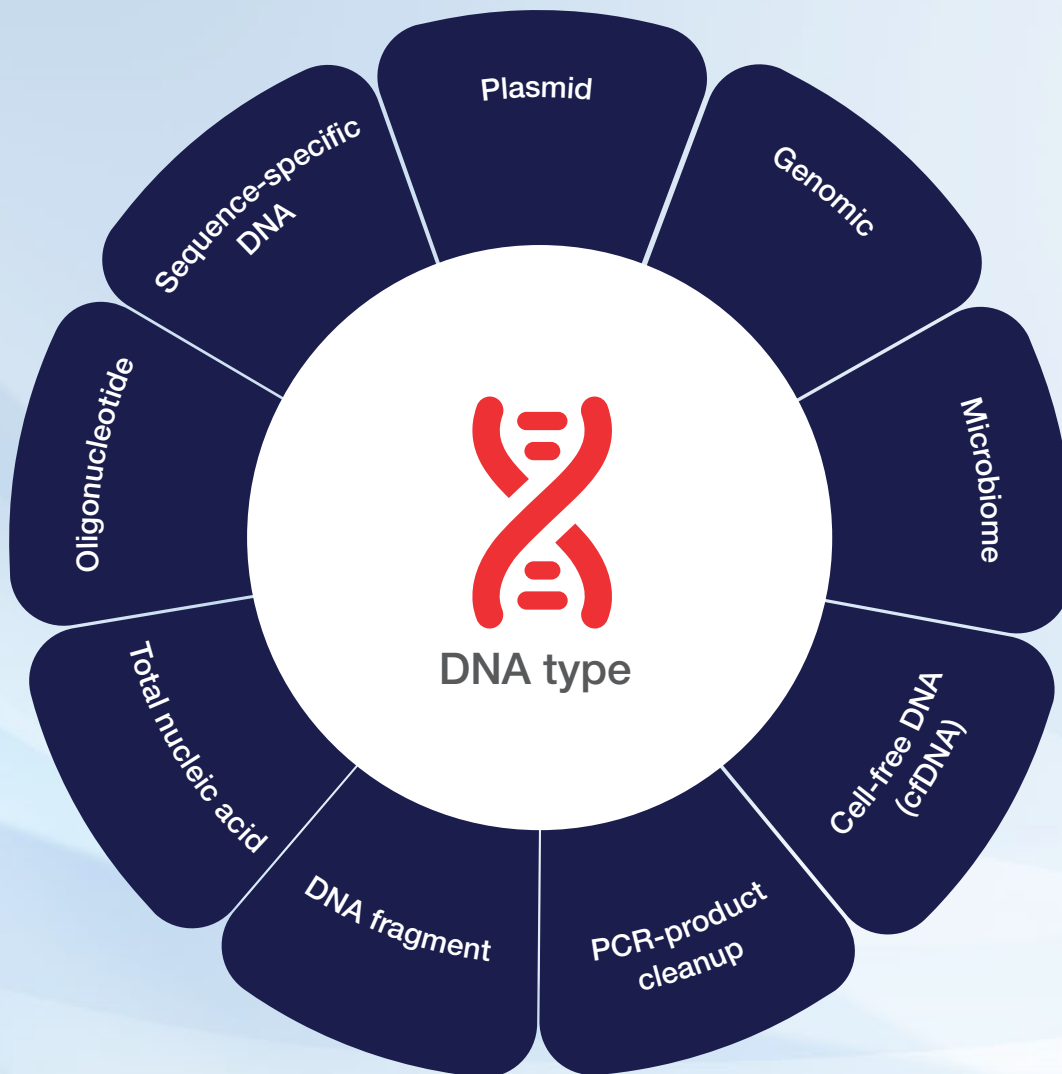 Plasmid
Genomic
Microbiome
Cell-free DNA
(cfDNA)
PCR-product
cleanup
DNA fragment
Total nucleic acid
Oligonucleotide
Sequence-specific
DNA
DNA type